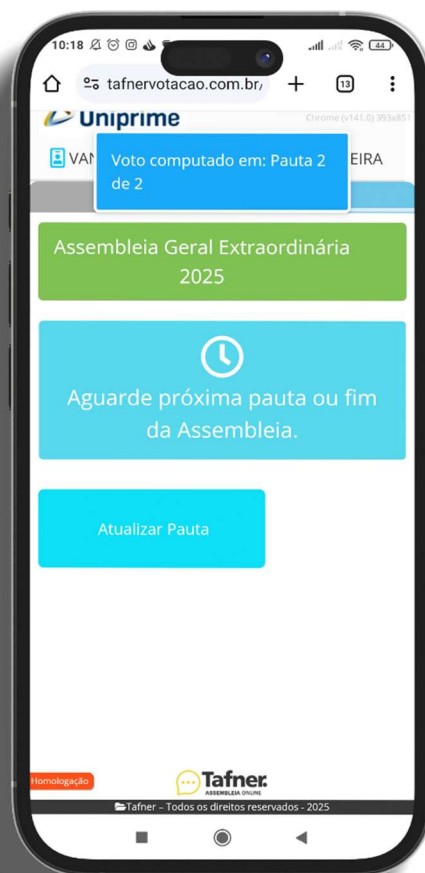 10:18
44
tafnervotacao.com.br/
13
Uniprime
Chrome (v141.0) 393x851
VAN
EIRA
Voto computado em: Pauta 2
de 2
Assembleia Geral Extraordinária
2025
Aguarde próxima pauta ou fim
da Assembleia.
Atualizar Pauta
Homologação
Tafner.
ASSEMBLEIA ONLINE
Tafner – Todos os direitos reservados - 2025